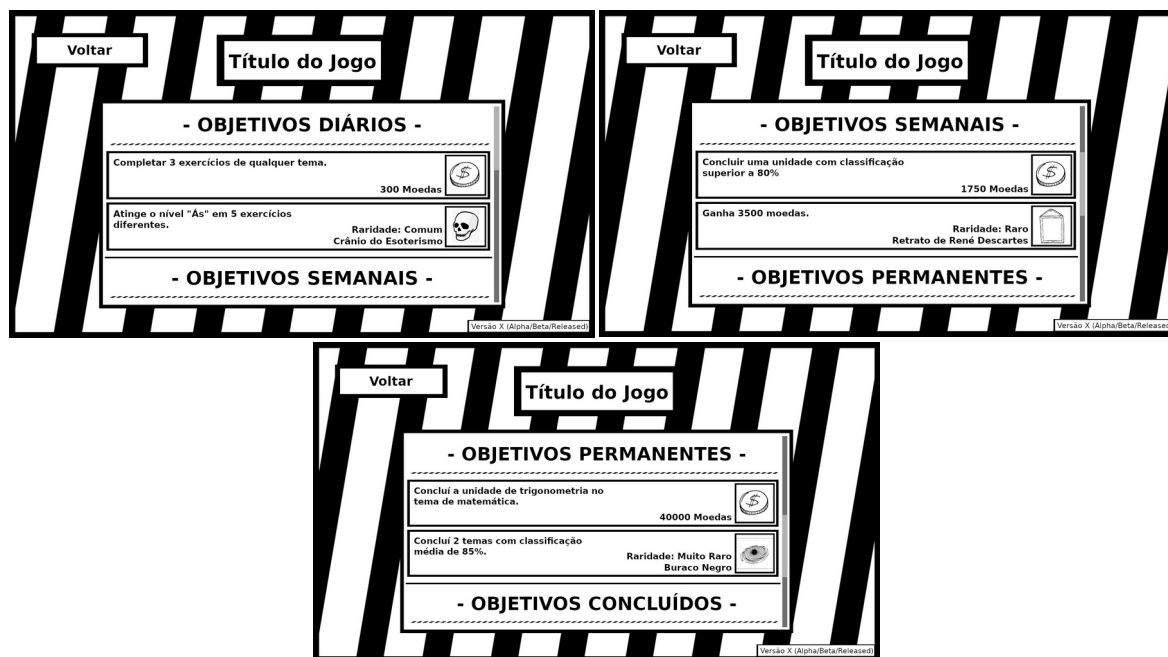 Voltar
Título do Jogo
- OBJETIVOS DIÁRIOS -
Completar 3 exercícios de qualquer tema.
300 Moedas
Atinge o nível "Ás" em 5 exercícios
diferentes.
Raridade: Comum
Crânio do Esoterismo
- OBJETIVOS SEMANAIS -
Versão X (Alpha/Beta/Released)
Voltar
Título do Jogo
- OBJETIVOS SEMANAIS -
Concluir uma unidade com classificação
superior a 80%
1750 Moedas
Ganha 3500 moedas.
Raridade: Raro
Retrato de René Descartes
- OBJETIVOS PERMANENTES -
Versão X (Alpha/Beta/Released)
Voltar
Título do Jogo
- OBJETIVOS PERMANENTES -
Concluí a unidade de trigonometria no
tema de matemática.
40000 Moedas
Concluí 2 temas com classificação
média de 85%.
Raridade: Muito Raro
Buraco Negro
- OBJETIVOS CONCLUÍDOS -
Versão X (Alpha/Beta/Released)